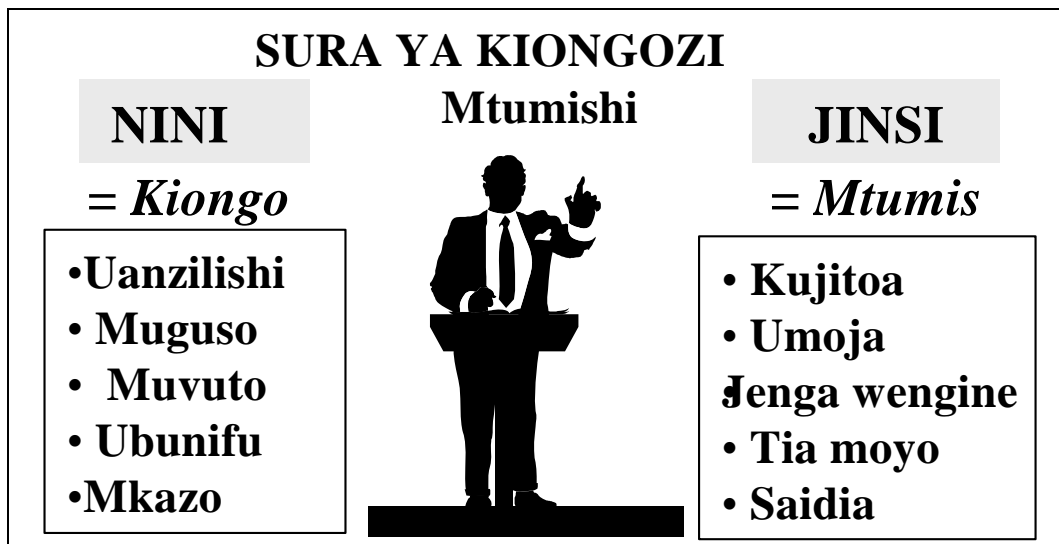 SURA YA KIONGOZI
Mtumishi
NINI
= Kiongo
•Uanzilishi
• Muguso
• Muvuto
• Ubunifu
•Mkazo
JINSI
= Mtumis
• Kujitoa
• Umoja
•Jenga wengine
• Tia moyo
• Saidia